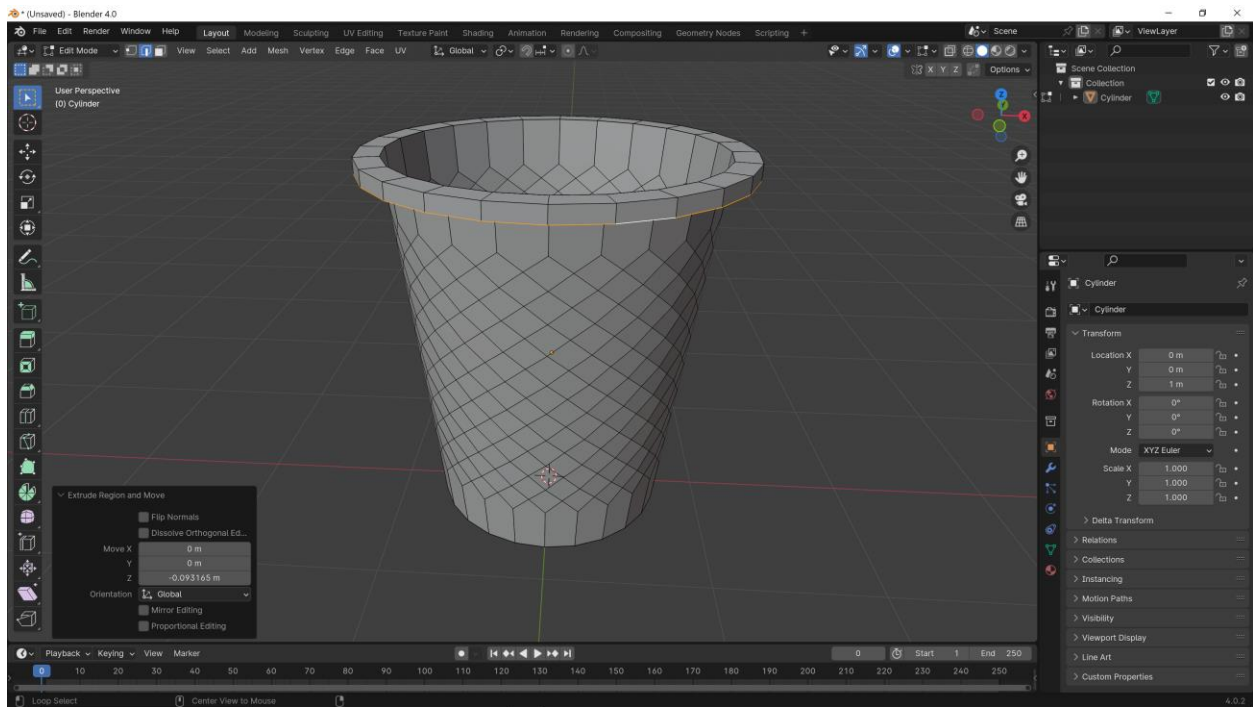 * (Unsaved) - Blender 4.0
File Edit Render Window Help Layout Modeling Sculpting UV Editing Texture Paint Shading Animation Rendering Compositing Geometry Nodes Scripting + Scene ViewLayer
Edit Mode View Select Add Mesh Vertex Edge Face UV Global
X Y Z Options
User Perspective
(0) Cylinder
Z
X
Scene Collection
Collection
Cylinder
Cylinder
Cylinder
Transform
Location X 0 m
Y 0 m
Z 1 m
Rotation X 0°
Y 0°
Z 0°
Mode XYZ Euler
Scale X 1.000
Y 1.000
Z 1.000
Delta Transform
Relations
Collections
Instancing
Motion Paths
Visibility
Viewport Display
Line Art
Custom Properties
Extrude Region and Move
Flip Normals
Dissolve Orthogonal Ed...
Move X 0 m
Y 0 m
Z -0.093165 m
Orientation Global
Mirror Editing
Proportional Editing
Playback Keying View Marker 0 Start 1 End 250
0 10 20 30 40 50 60 70 80 90 100 110 120 130 140 150 160 170 180 190 200 210 220 230 240 250
Loop Select Center View to Mouse 4.0.2